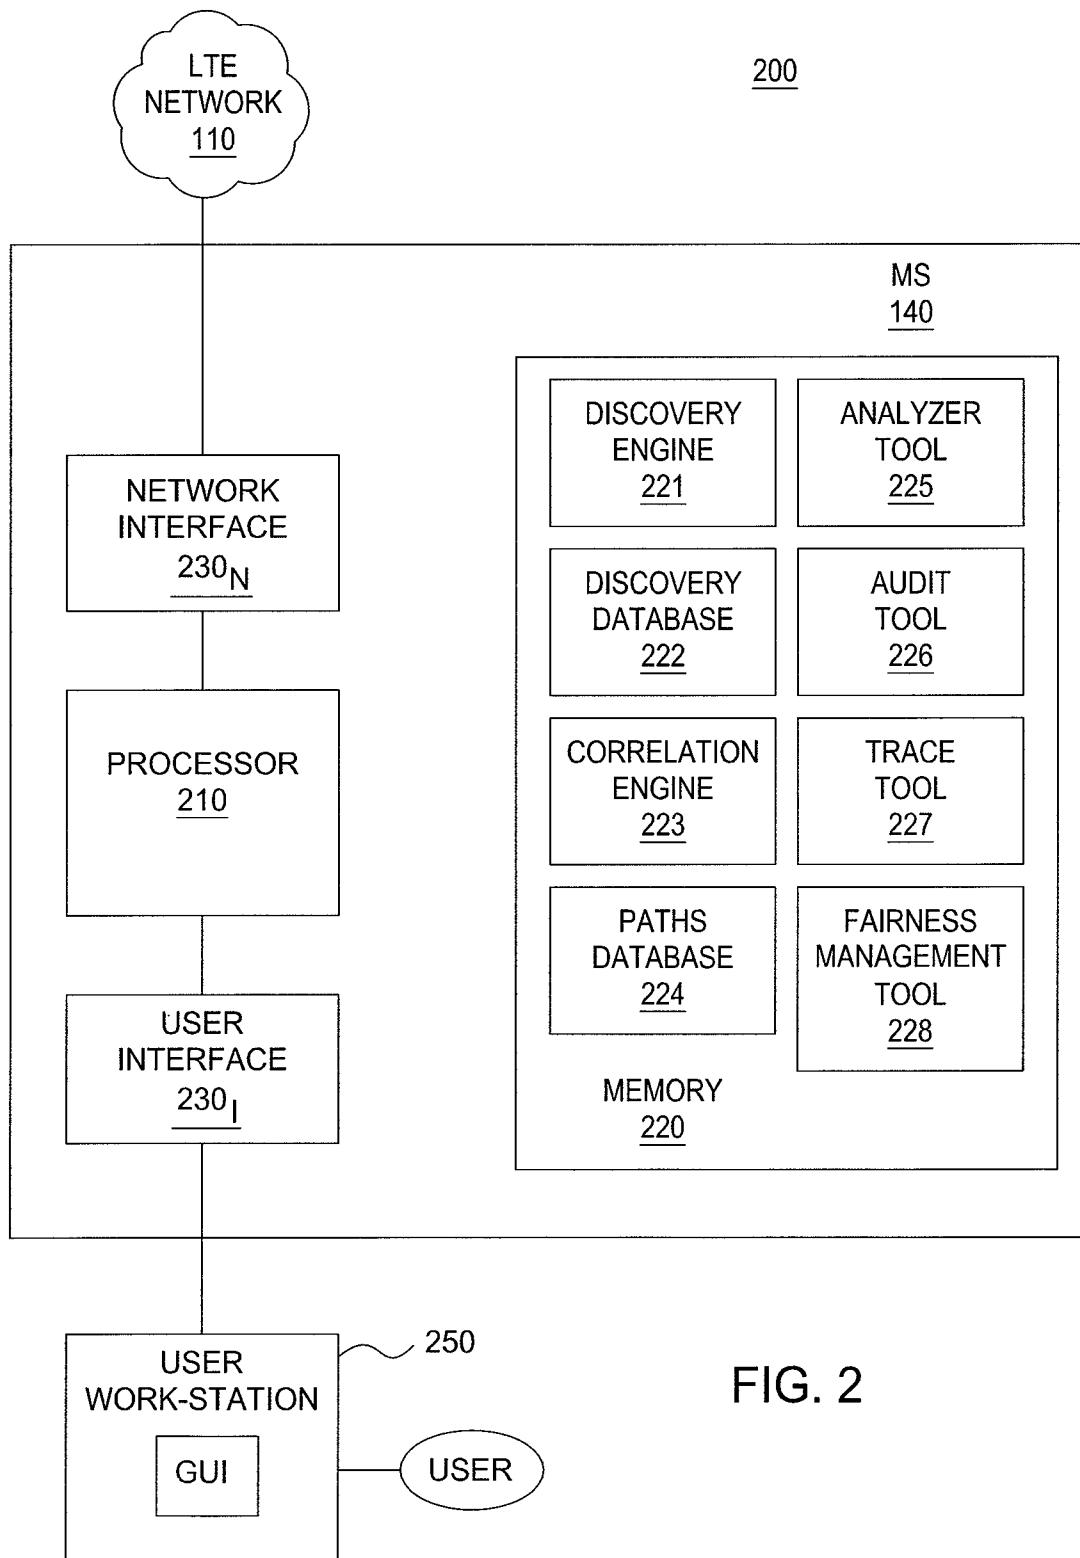 LTE
NETWORK
110
200
MS
140
DISCOVERY
ENGINE
221
ANALYZER
TOOL
225
NETWORK
INTERFACE
230N
DISCOVERY
DATABASE
222
AUDIT
TOOL
226
PROCESSOR
210
CORRELATION
ENGINE
223
TRACE
TOOL
227
PATHS
DATABASE
224
FAIRNESS
MANAGEMENT
TOOL
228
USER
INTERFACE
230I
MEMORY
220
USER
WORK-STATION
250
GUI
USER
FIG. 2